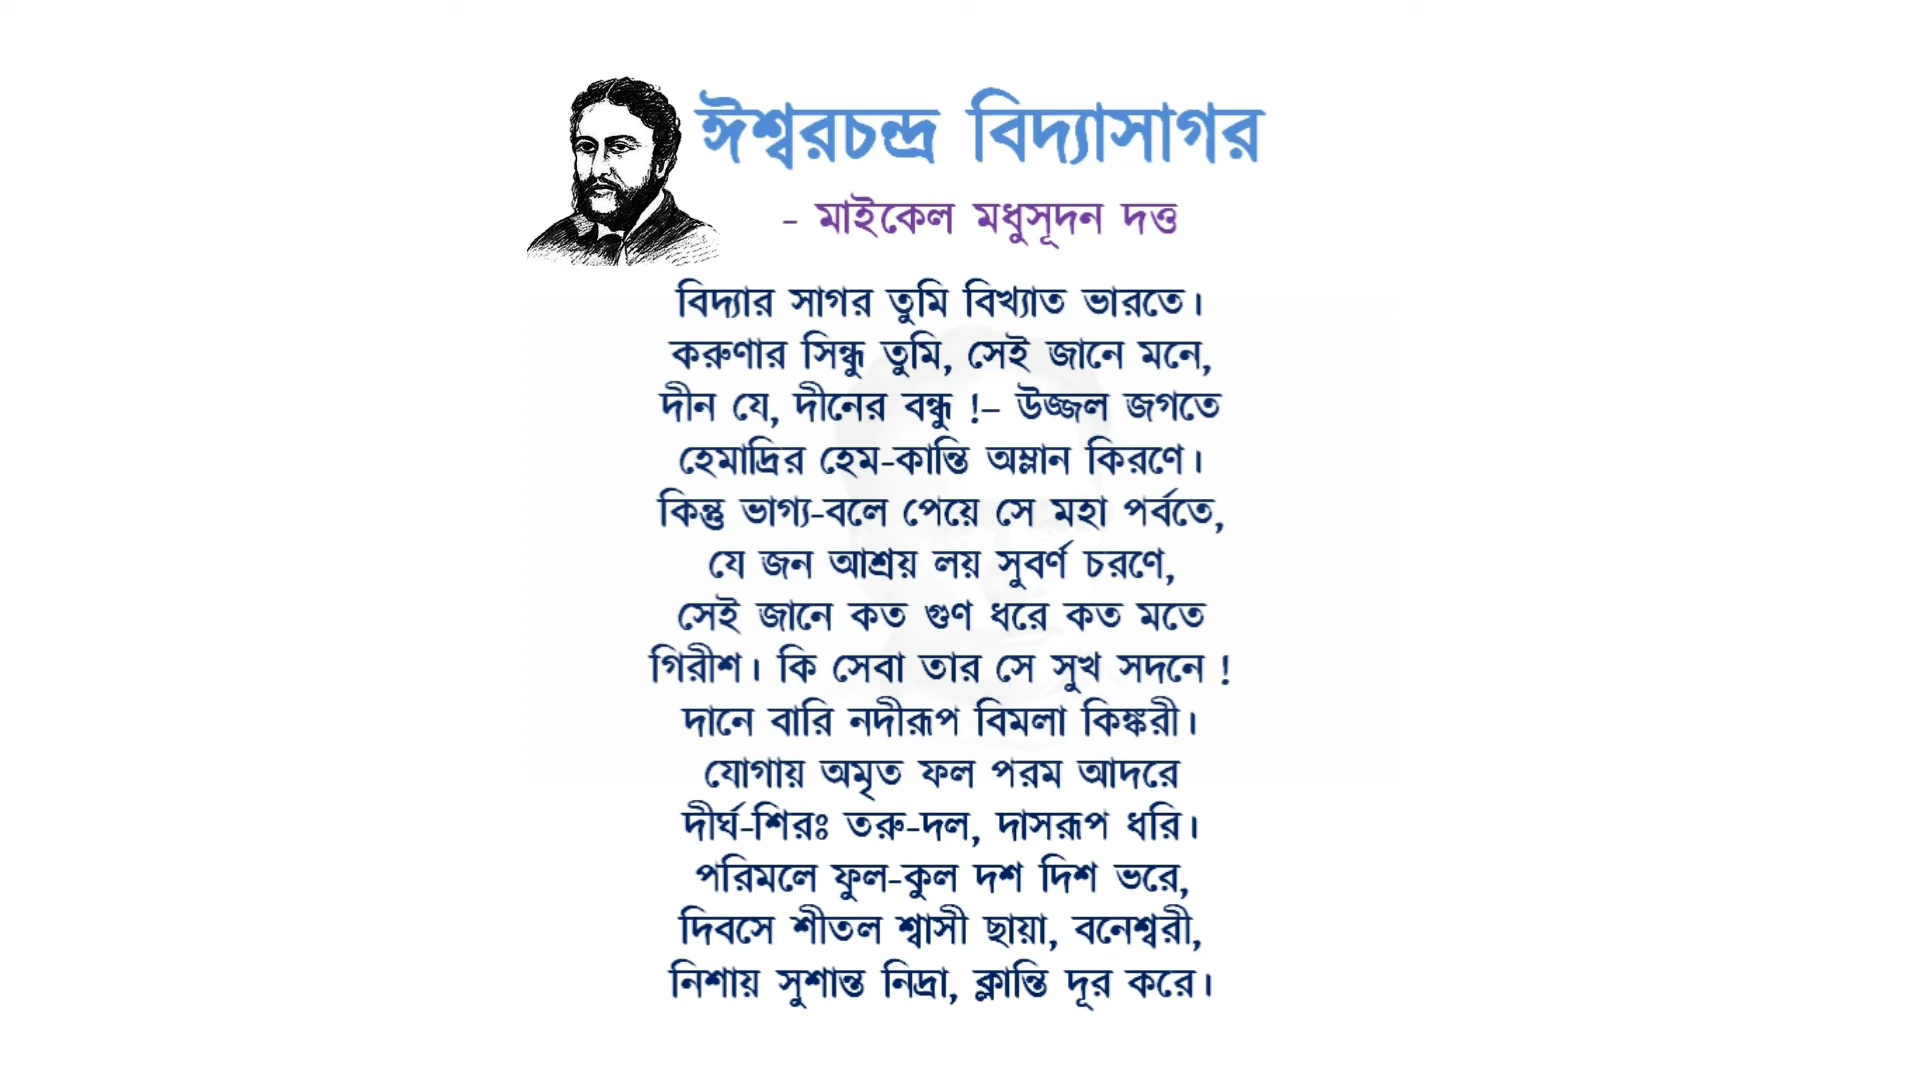 ঈশ্বরচন্দ্র বিদ্যাসাগর
- মাইকেল মধুসূদন দত্ত
বিদ্যার সাগর তুমি বিখ্যাত ভারতে।
করুণার সিন্ধু তুমি, সেই জানে মনে,
দীন যে, দীনের বন্ধু !– উজ্জল জগতে
হেমাদ্রির হেম-কান্তি অম্লান কিরণে।
কিন্তু ভাগ্য-বলে পেয়ে সে মহা পর্বতে,
যে জন আশ্রয় লয় সুবর্ণ চরণে,
সেই জানে কত গুণ ধরে কত মতে
গিরীশ। কি সেবা তার সে সুখ সদনে !
দানে বারি নদীরূপ বিমলা কিঙ্করী।
যোগায় অমৃত ফল পরম আদরে
দীর্ঘ-শিরঃ তরু-দল, দাসরূপ ধরি।
পরিমলে ফুল-কুল দশ দিশ ভরে,
দিবসে শীতল শ্বাসী ছায়া, বনেশ্বরী,
নিশায় সুশান্ত নিদ্রা, ক্লান্তি দূর করে।